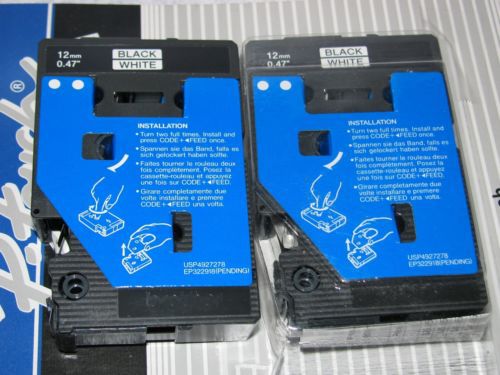 P-touch®
12mm
0.47"
BLACK
WHITE
INSTALLATION
• Turn two full times. Install and
press CODE+◄FEED once.
• Spannen sie das Band, falls es
sich gelockert haben sollte.
• Faites tourner le rouleau deux
fois complètement. Posez la
cassette-rouleau et appuyez
une fois sur CODE+◄FEED.
• Girare completamente due
volte installare e premere
CODE+◄FEED una volta.
USP4927278
EP322918(PENDING)
12mm
0.47"
BLACK
WHITE
INSTALLATION
• Turn two full times. Install and
press CODE+◄FEED once.
• Spannen sie das Band, falls es
sich gelockert haben sollte.
• Faites tourner le rouleau deux
fois complètement. Posez la
cassette-rouleau et appuyez
une fois sur CODE+◄FEED.
• Girare completamente due
volte installare e premere
CODE+◄FEED una volta.
USP4927278
EP322918(PENDING)